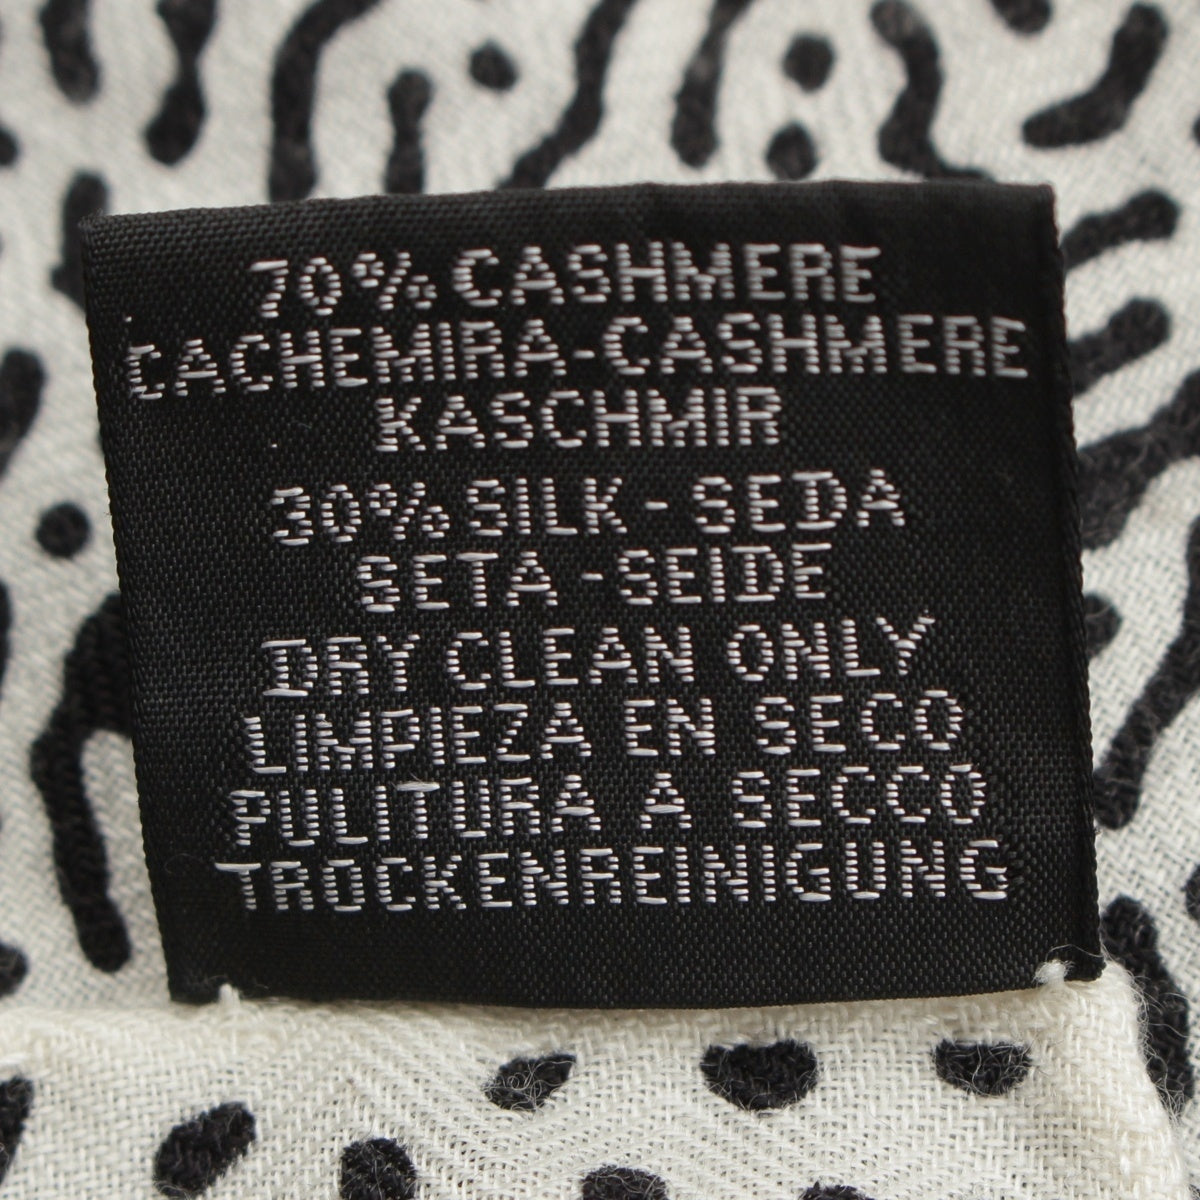 70% CASHMERE
CACHEMIRA-CASHMERE
KASCHMIR
30% SILK - SEDA
SETA - SEIDE
DRY CLEAN ONLY
LIMPIEZA EN SECO
PULITURA A SECCO
TROCKENREINIGUNG